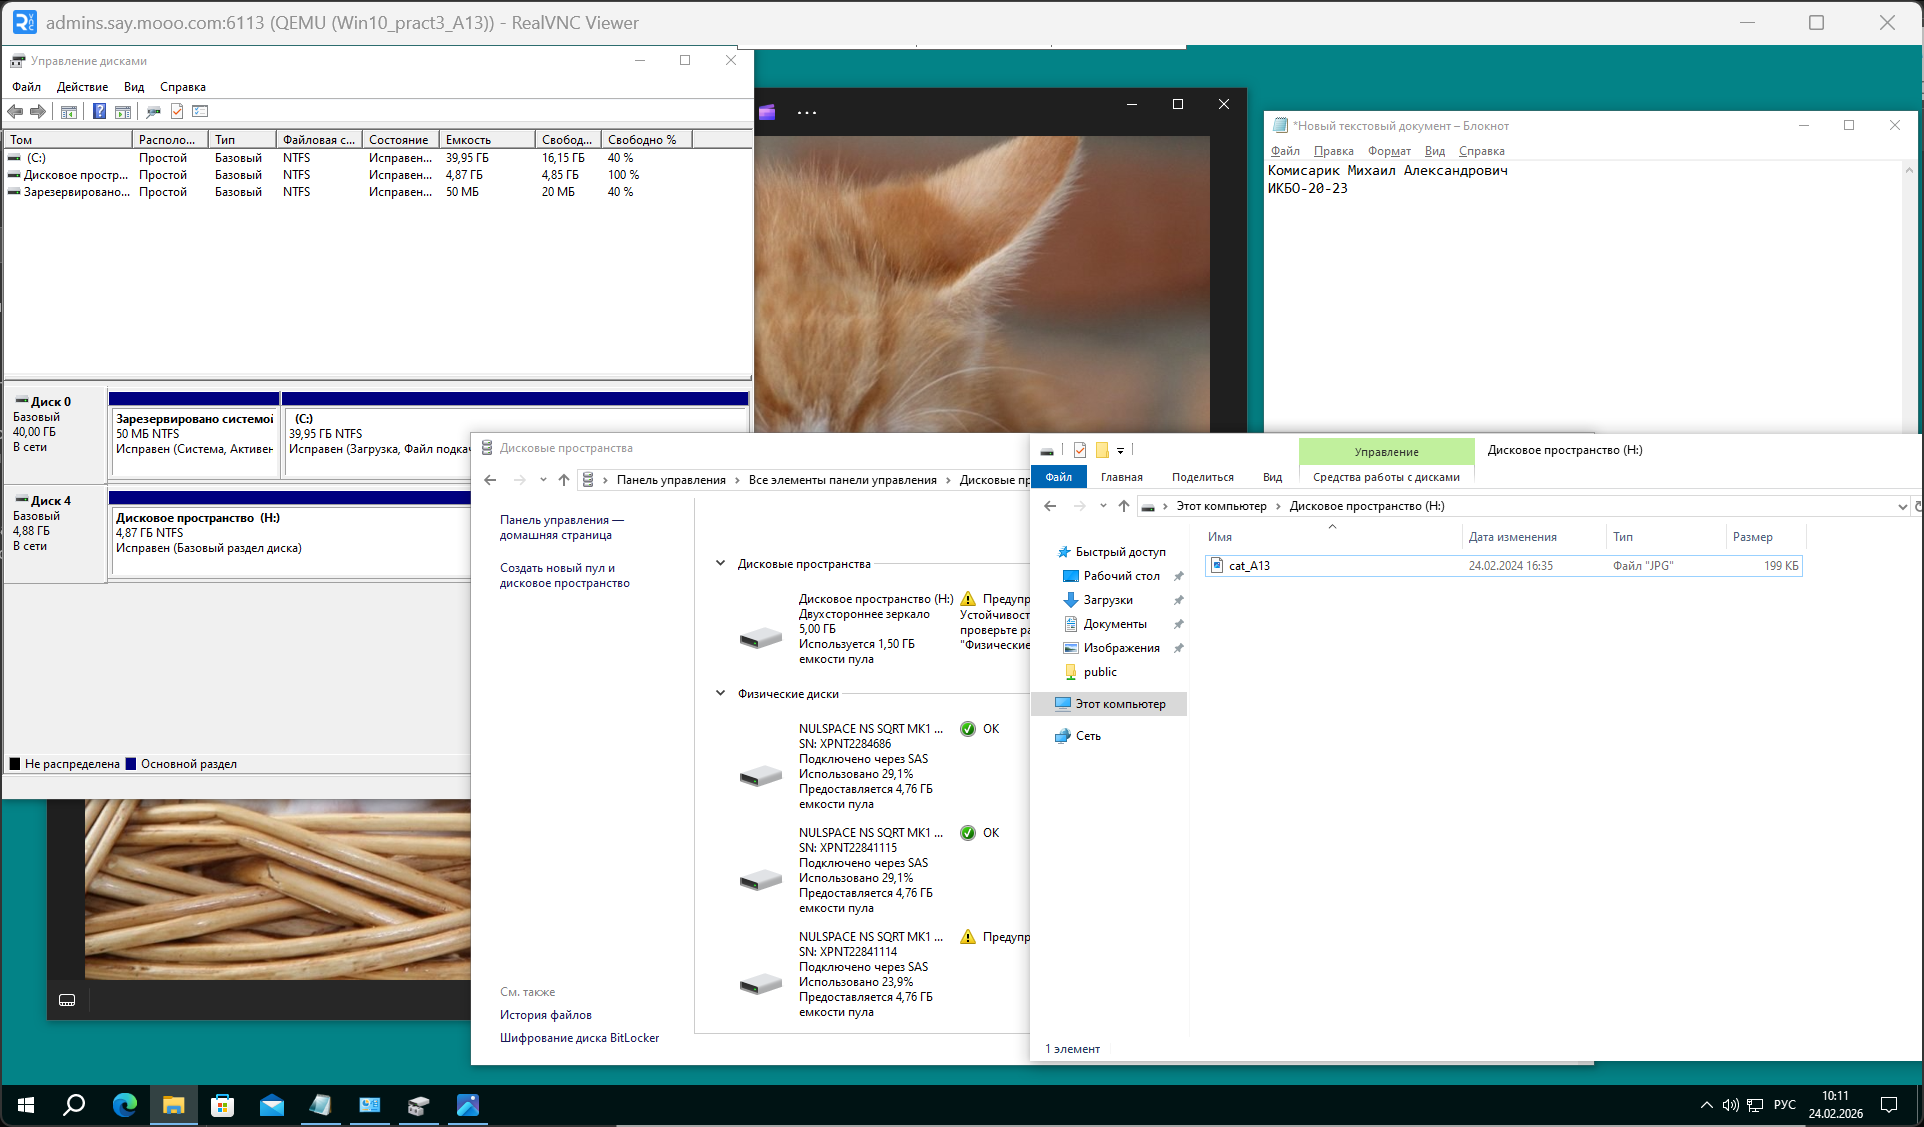 admins.say.mooo.com:6113 (QEMU (Win10_pract3_A13)) - RealVNC Viewer
Управление дисками
Файл Действие Вид Справка
Том Располо... Тип Файловая с... Состояние Емкость Свобод... Свободно %
(C:) Простой Базовый NTFS Исправен... 39,95 ГБ 16,15 ГБ 40 %
Дисковое простр... Простой Базовый NTFS Исправен... 4,87 ГБ 4,85 ГБ 100 %
Зарезервировано... Простой Базовый NTFS Исправен... 50 МБ 20 МБ 40 %
Диск 0
Базовый
40,00 ГБ
В сети
Зарезервировано системой
50 МБ NTFS
Исправен (Система, Активен
(C:)
39,95 ГБ NTFS
Исправен (Загрузка, Файл подкач
Диск 4
Базовый
4,88 ГБ
В сети
Дисковое пространство (H:)
4,87 ГБ NTFS
Исправен (Базовый раздел диска)
Не распределена Основной раздел
*Новый текстовый документ – Блокнот
Файл Правка Формат Вид Справка
Комисарик Михаил Александрович
ИКБО-20-23
Дисковые пространства
Панель управления > Все элементы панели управления > Дисковые пр
Панель управления —
домашняя страница
Создать новый пул и
дисковое пространство
Дисковые пространства
Дисковое пространство (H:)
Двухстороннее зеркало
5,00 ГБ
Используется 1,50 ГБ
емкости пула
Предупр
Устойчивост
проверьте ра
"Физические
Физические диски
NULSPACE NS SQRT MK1 ... OK
SN: XPNT2284686
Подключено через SAS
Использовано 29,1%
Предоставляется 4,76 ГБ
емкости пула
NULSPACE NS SQRT MK1 ... OK
SN: XPNT22841115
Подключено через SAS
Использовано 29,1%
Предоставляется 4,76 ГБ
емкости пула
NULSPACE NS SQRT MK1 ... Предупр
SN: XPNT22841114
Подключено через SAS
Использовано 23,9%
Предоставляется 4,76 ГБ
емкости пула
См. также
История файлов
Шифрование диска BitLocker
Управление Дисковое пространство (H:)
Файл Главная Поделиться Вид Средства работы с дисками
Этот компьютер > Дисковое пространство (H:)
Имя Дата изменения Тип Размер
cat_A13 24.02.2024 16:35 Файл "JPG" 199 КБ
Быстрый доступ
Рабочий стол
Загрузки
Документы
Изображения
public
Этот компьютер
Сеть
1 элемент
РУС
10:11
24.02.2026